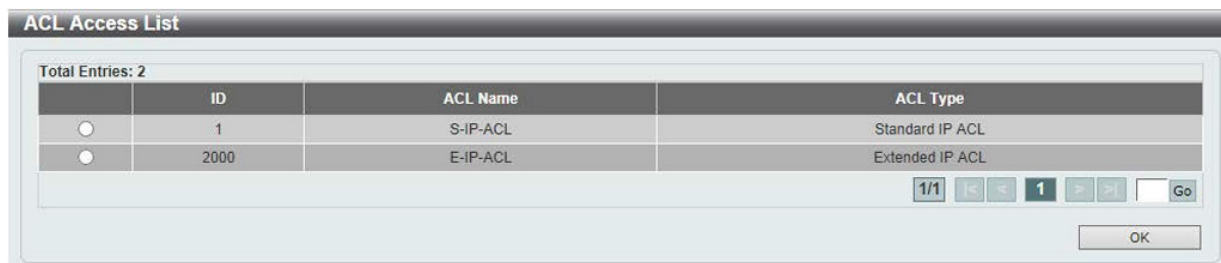 ACL Access List
Total Entries: 2
ID ACL Name ACL Type
1 S-IP-ACL Standard IP ACL
2000 E-IP-ACL Extended IP ACL
1/1 |< < 1 > >| Go
OK